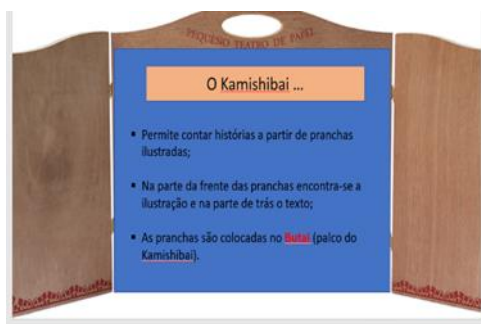 PEQUENO TEATRO DE PAPEL
O Kamishibai ...
▪ Permite contar histórias a partir de pranchas
ilustradas;
▪ Na parte da frente das pranchas encontra-se a
ilustração e na parte de trás o texto;
▪ As pranchas são colocadas no Butai (palco do
Kamishibai).